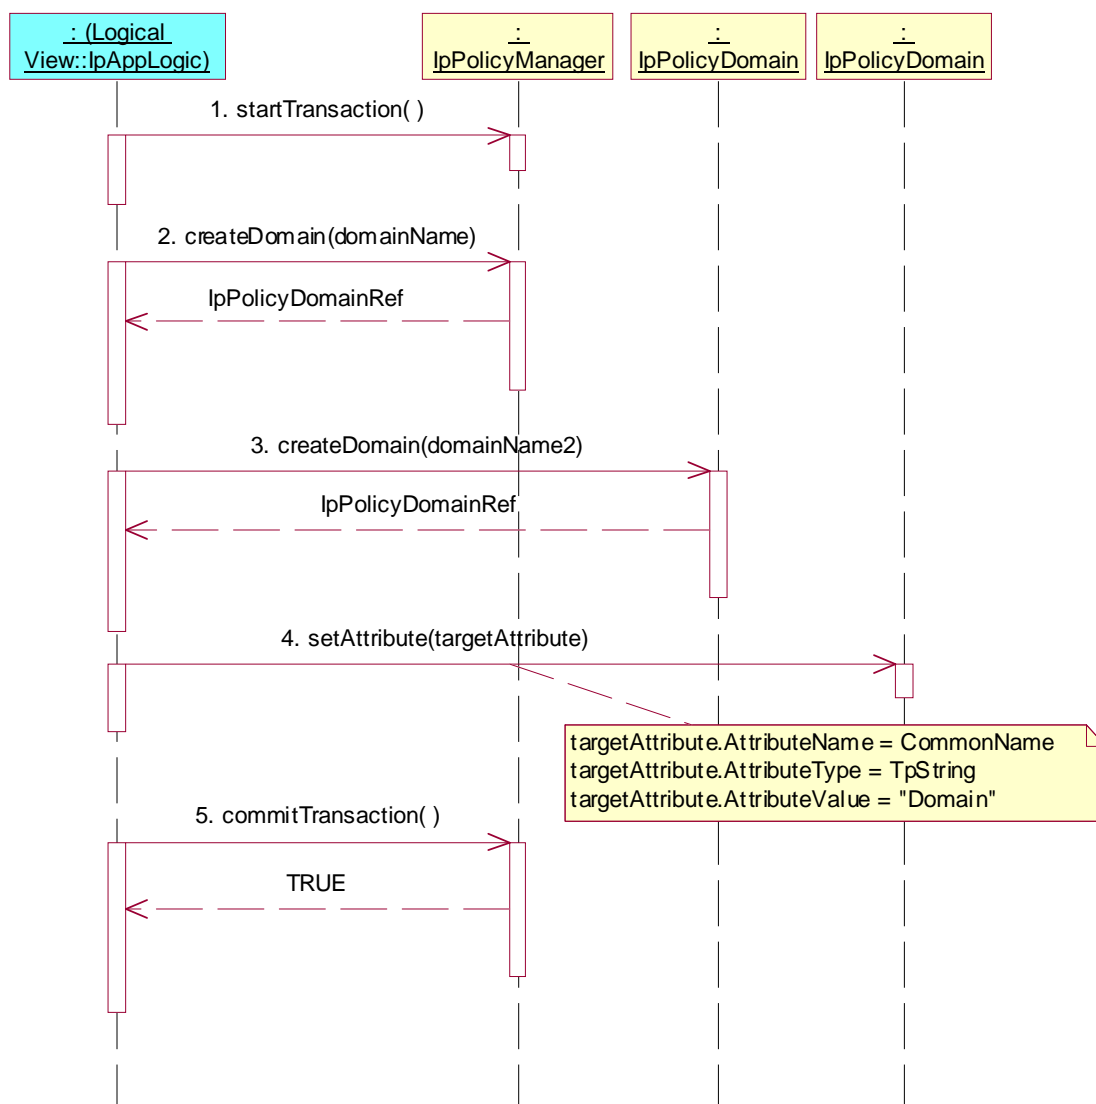 : (Logical
View::IpAppLogic)
:
IpPolicyManager
:
IpPolicyDomain
:
IpPolicyDomain
1. startTransaction( )
2. createDomain(domainName)
IpPolicyDomainRef
3. createDomain(domainName2)
IpPolicyDomainRef
4. setAttribute(targetAttribute)
targetAttribute.AttributeName = CommonName
targetAttribute.AttributeType = TpString
targetAttribute.AttributeValue = "Domain"
5. commitTransaction( )
TRUE